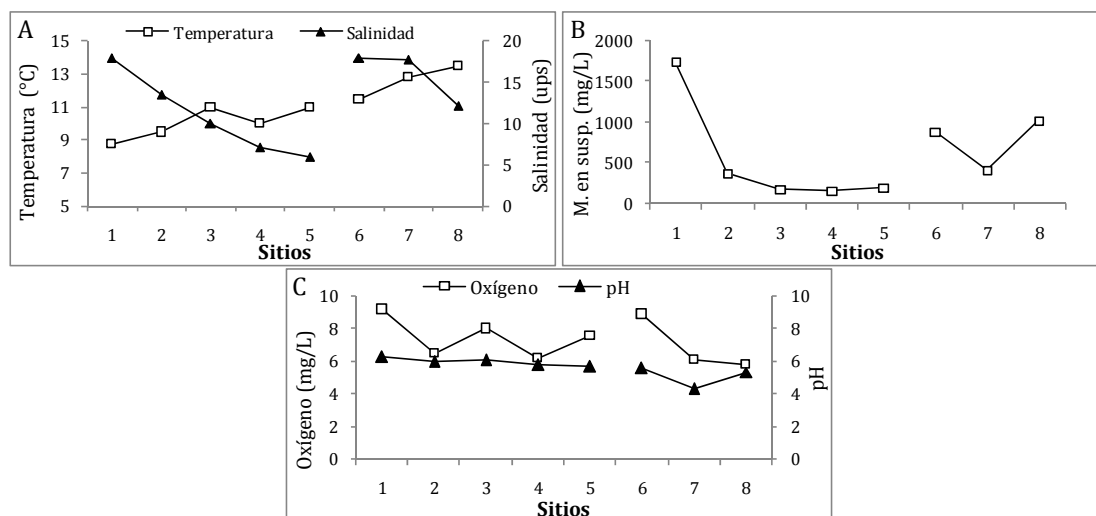 A
Temperatura
Salinidad
Temperatura (°C)
15
13
11
9
7
5
20
15
10
5
0
Salinidad (ups)
1 2 3 4 5 6 7 8
Sitios
B
M. en susp. (mg/L)
2000
1500
1000
500
0
1 2 3 4 5 6 7 8
Sitios
C
Oxígeno
pH
Oxígeno (mg/L)
10
8
6
4
2
0
10
8
6
4
2
0
pH
1 2 3 4 5 6 7 8
Sitios